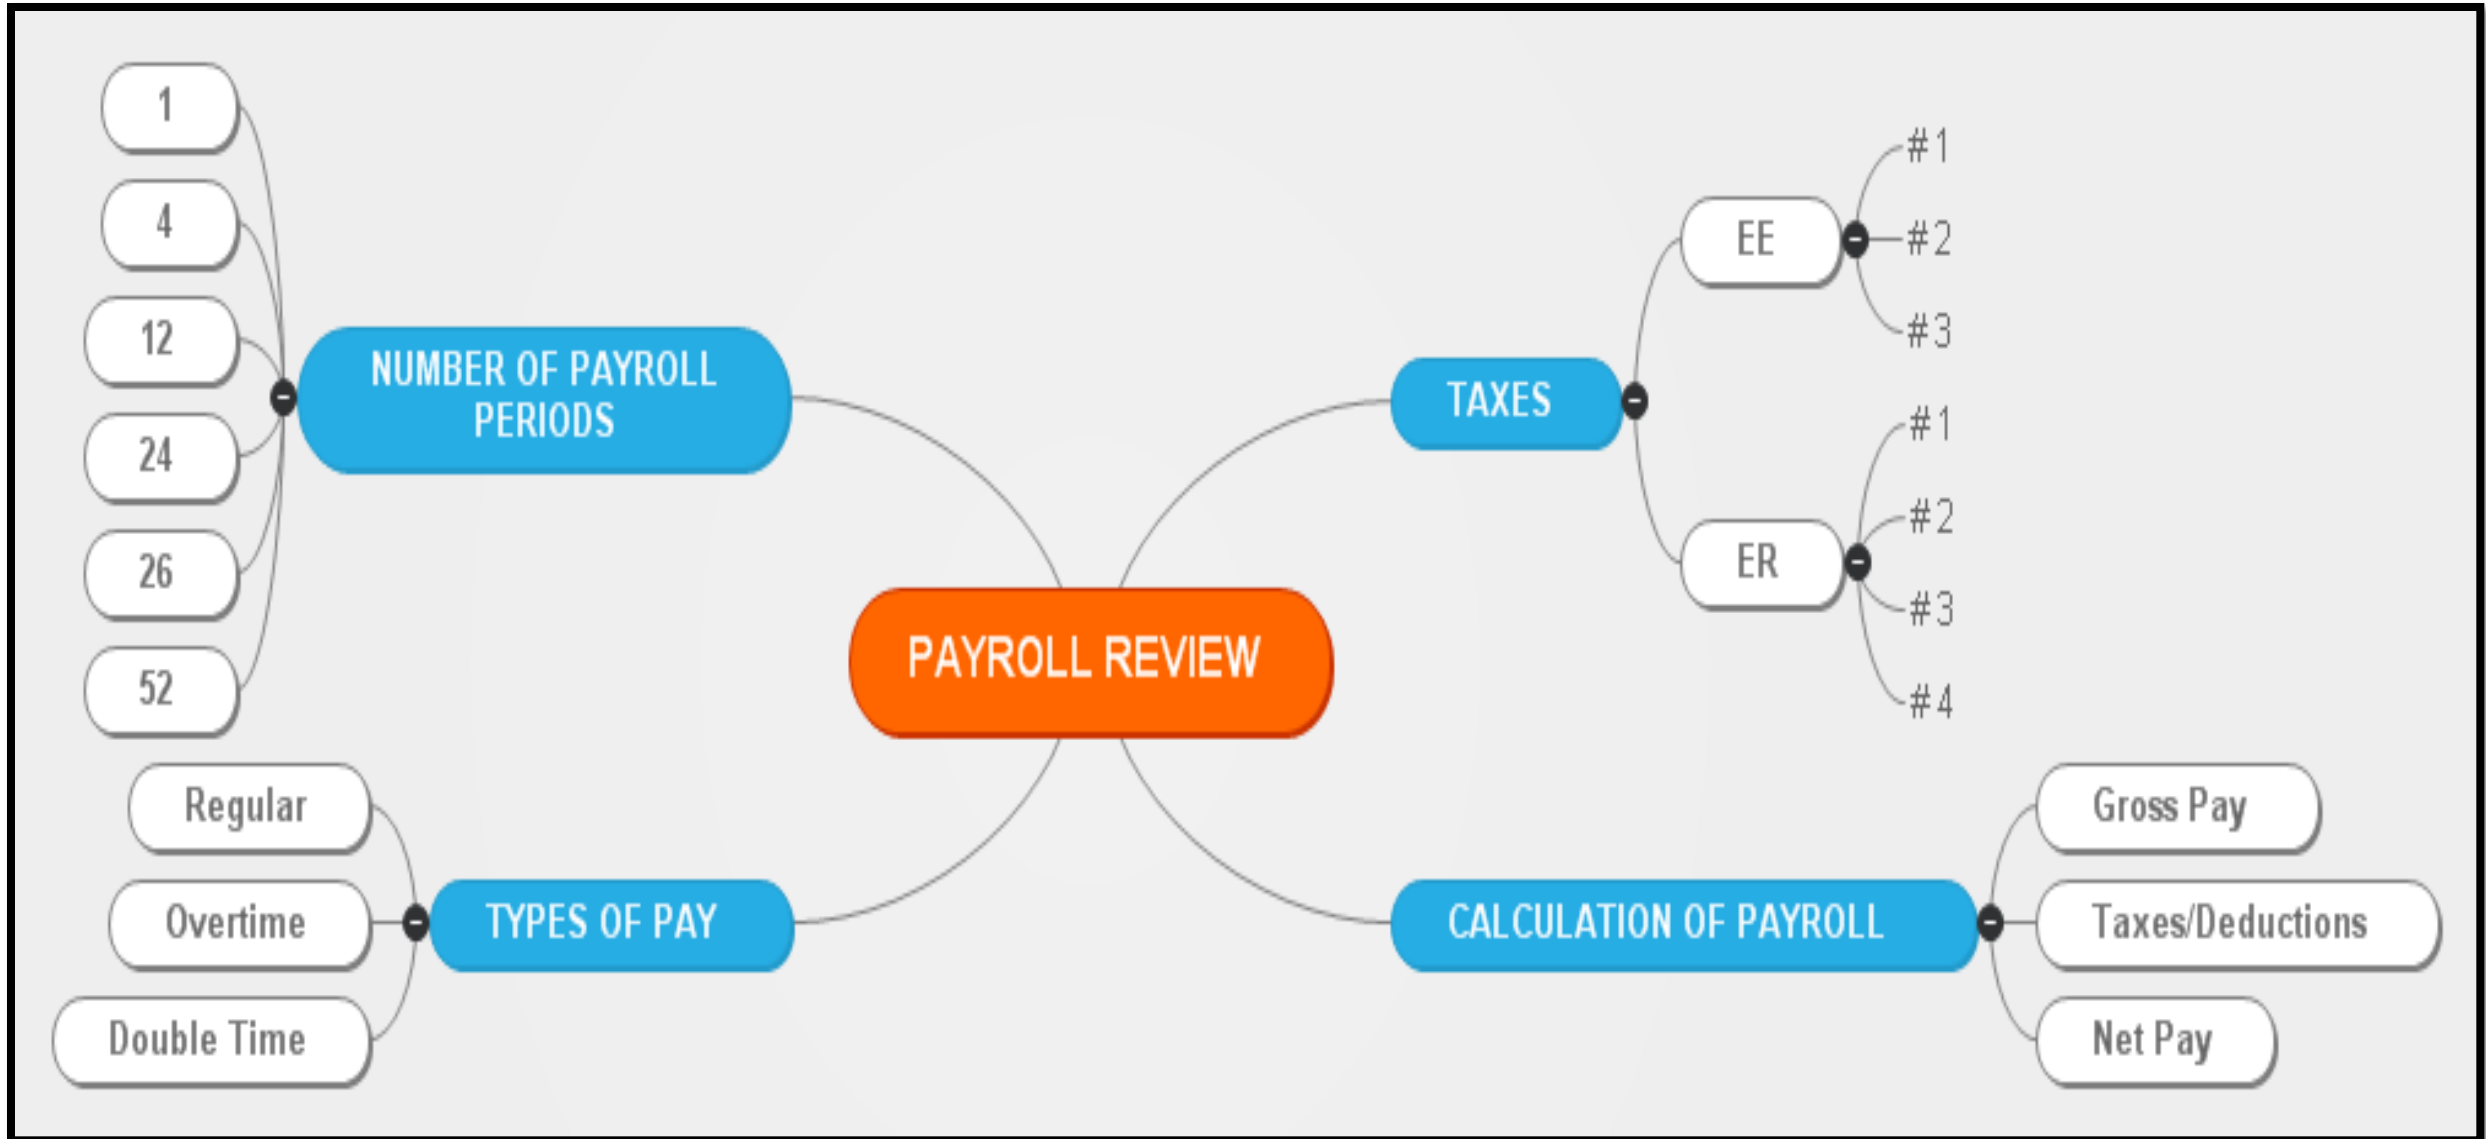 1
4
12
24
26
52
NUMBER OF PAYROLL
PERIODS
Regular
Overtime
Double Time
TYPES OF PAY
PAYROLL REVIEW
TAXES
EE
#1
#2
#3
ER
#1
#2
#3
#4
CALCULATION OF PAYROLL
Gross Pay
Taxes/Deductions
Net Pay